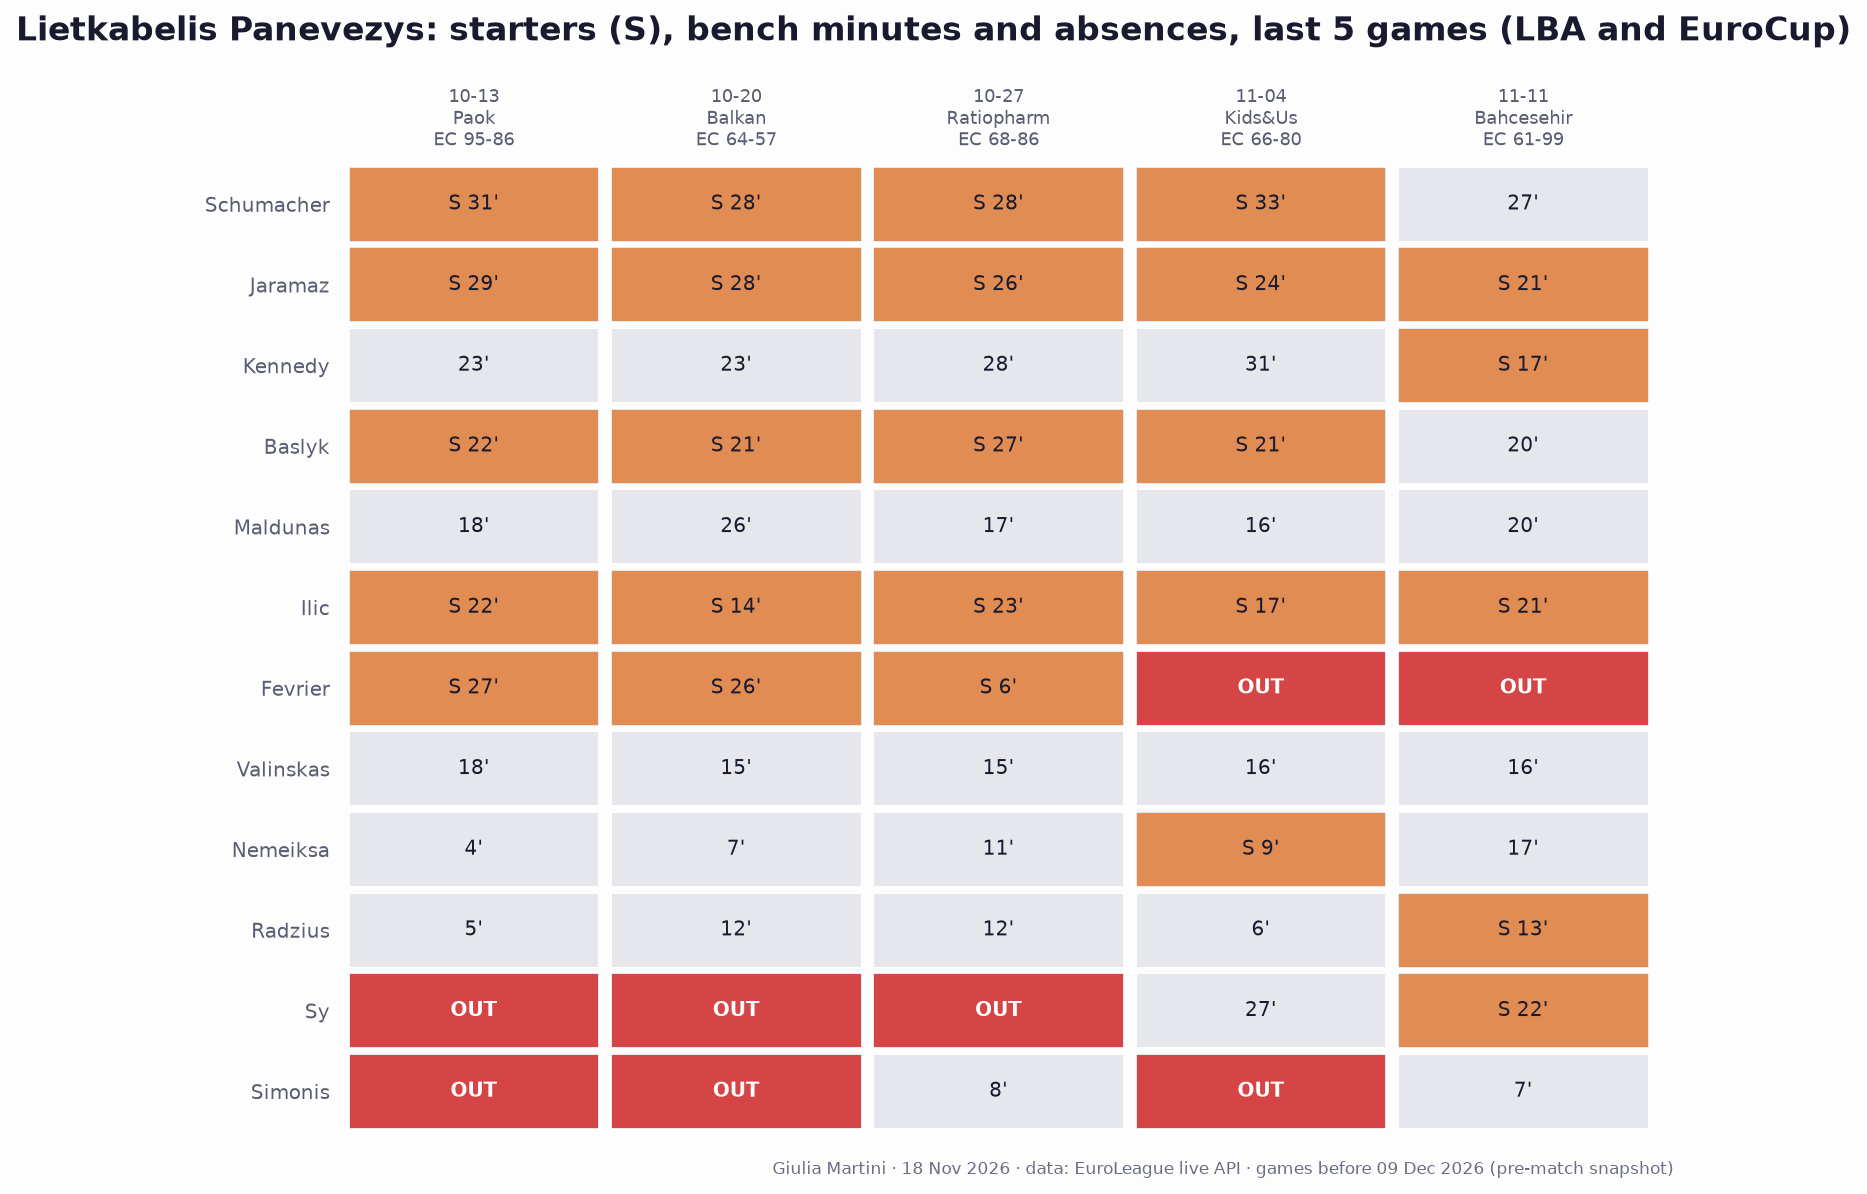 Lietkabelis Panevezys: starters (S), bench minutes and absences, last 5 games (LBA and EuroCup)
10-13 10-20 10-27 11-04 11-11
Paok Balkan Ratiopharm Kids&Us Bahcesehir
EC 95-86 EC 64-57 EC 68-86 EC 66-80 EC 61-99
Schumacher S 31' S 28' S 28' S 33' 27'
Jaramaz S 29' S 28' S 26' S 24' S 21'
Kennedy 23' 23' 28' 31' S 17'
Baslyk S 22' S 21' S 27' S 21' 20'
Maldunas 18' 26' 17' 16' 20'
Ilic S 22' S 14' S 23' S 17' S 21'
Fevrier S 27' S 26' S 6' OUT OUT
Valinskas 18' 15' 15' 16' 16'
Nemeiksa 4' 7' 11' S 9' 17'
Radzius 5' 12' 12' 6' S 13'
Sy OUT OUT OUT 27' S 22'
Simonis OUT OUT 8' OUT 7'
Giulia Martini · 18 Nov 2026 · data: EuroLeague live API · games before 09 Dec 2026 (pre-match snapshot)